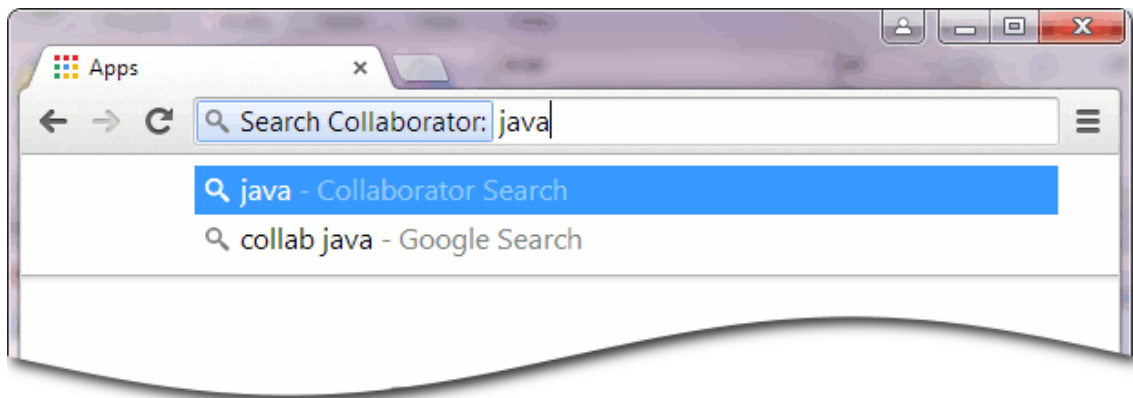 Apps
Search Collaborator: java
java - Collaborator Search
collab java - Google Search